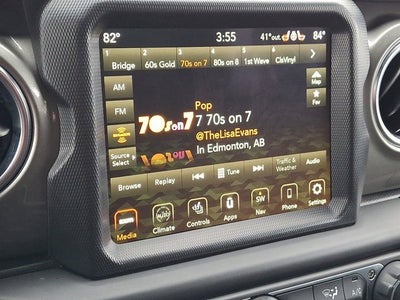 82° 3:55 41°out 84°
1 2 3 4 5 6
Bridge 60s Gold 70s on 7 80s on 8 1st Wave ClsVinyl
AM
FM
Source
Select
Map
Fav
Pop
70s on 7 7 70s on 7
@TheLisaEvans
In Edmonton, AB
Browse Replay Tune Traffic & Weather Audio
Media Climate Controls Apps Nav Phone Settings
SW
A/C